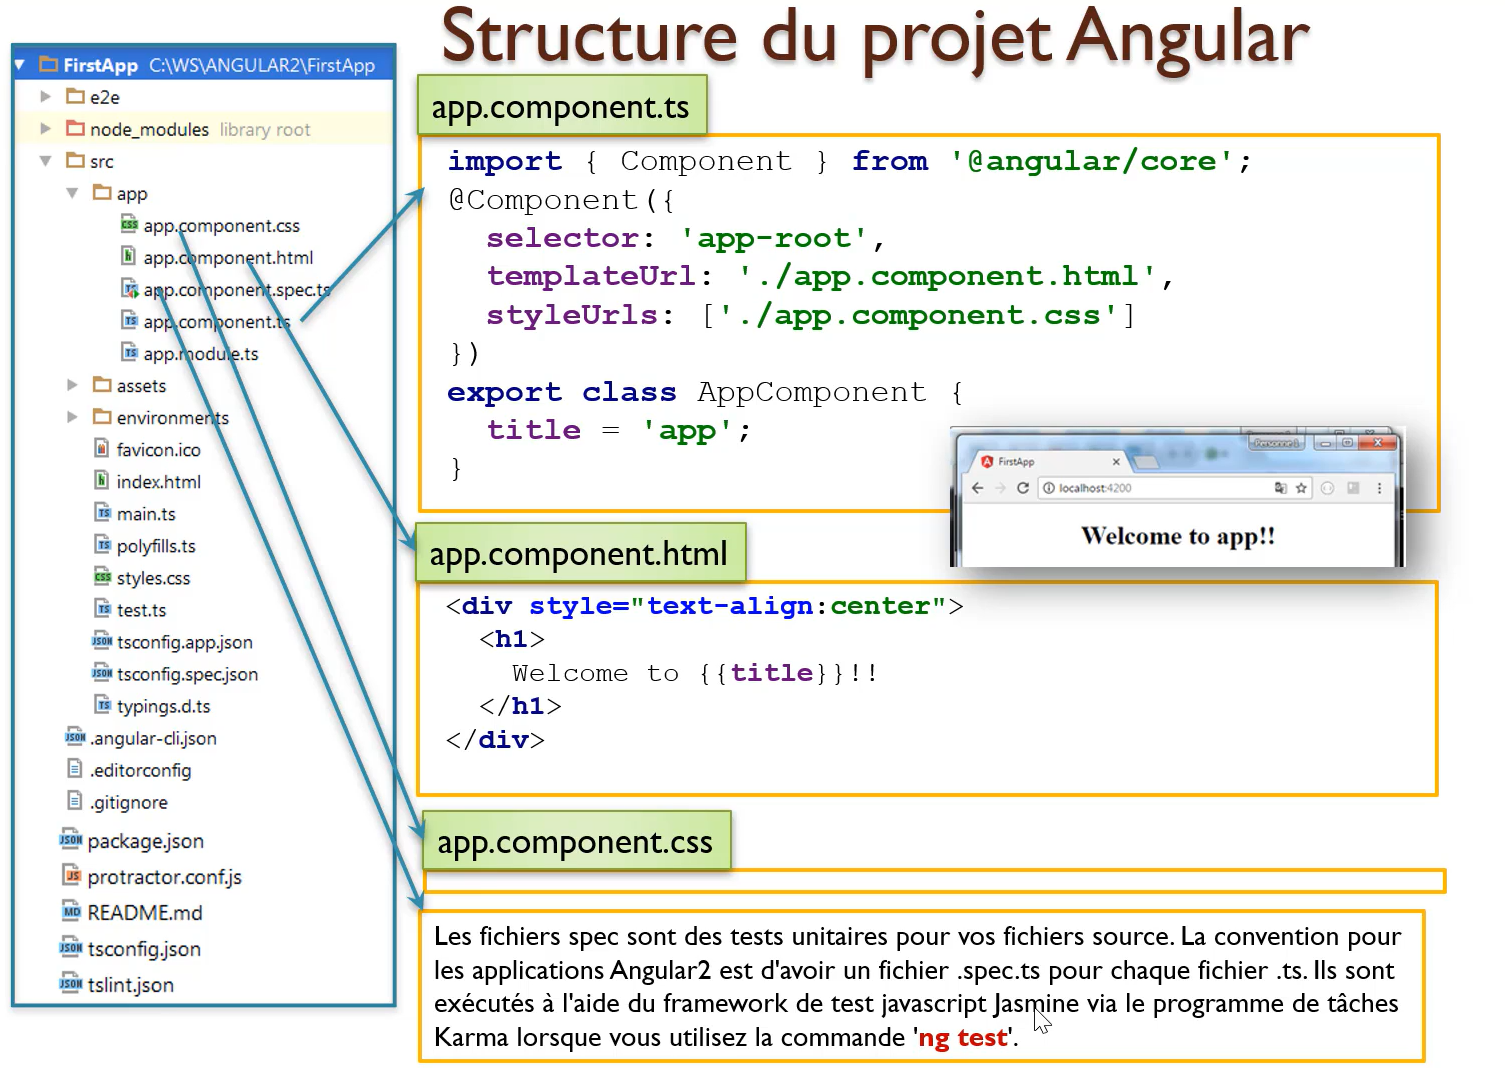 Structure du projet Angular
FirstApp C:\WS\ANGULAR2\FirstApp
e2e
node_modules library root
src
app
app.component.css
app.component.html
app.component.spec.ts
app.component.ts
app.module.ts
assets
environments
favicon.ico
index.html
main.ts
polyfills.ts
styles.css
test.ts
tsconfig.app.json
tsconfig.spec.json
typings.d.ts
.angular-cli.json
.editorconfig
.gitignore
package.json
protractor.conf.js
README.md
tsconfig.json
tslint.json
app.component.ts
import { Component } from '@angular/core';
@Component({
selector: 'app-root',
templateUrl: './app.component.html',
styleUrls: ['./app.component.css']
})
export class AppComponent {
title = 'app';
}
Personne 1
FirstApp
localhost:4200
Welcome to app!!
app.component.html
<div style="text-align:center">
<h1>
Welcome to {{title}}!!
</h1>
</div>
app.component.css
Les fichiers spec sont des tests unitaires pour vos fichiers source. La convention pour
les applications Angular2 est d'avoir un fichier .spec.ts pour chaque fichier .ts. Ils sont
exécutés à l'aide du framework de test javascript Jasmine via le programme de tâches
Karma lorsque vous utilisez la commande 'ng test'.